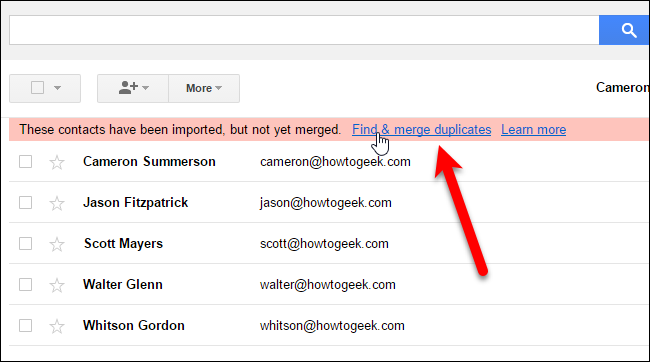 More
Cameron
These contacts have been imported, but not yet merged. Find & merge duplicates Learn more
Cameron Summerson cameron@howtogeek.com
Jason Fitzpatrick jason@howtogeek.com
Scott Mayers scott@howtogeek.com
Walter Glenn walter@howtogeek.com
Whitson Gordon whitson@howtogeek.com